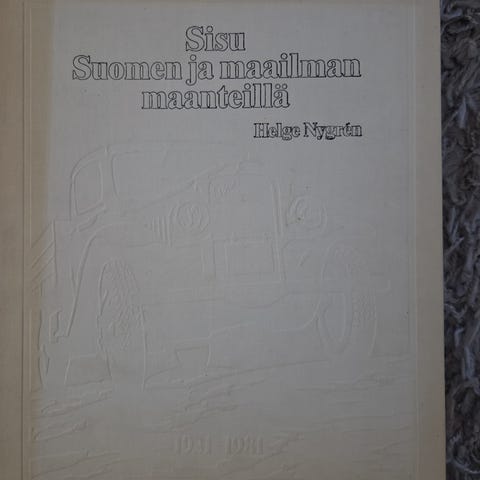 Sisu
Suomen ja maailman
maanteillä
Helge Nygrén
1931-1981